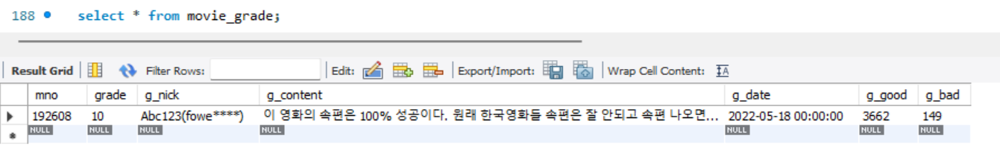 188 select * from movie_grade;
Result Grid Filter Rows: Edit: Export/Import: Wrap Cell Content: IA
mno grade g_nick g_content g_date g_good g_bad
192608 10 Abc123(fowe****) 이 영화의 속편은 100% 성공이다. 원래 한국영화들 속편은 잘 안되고 속편 나오면... 2022-05-18 00:00:00 3662 149
NULL NULL NULL NULL NULL NULL NULL